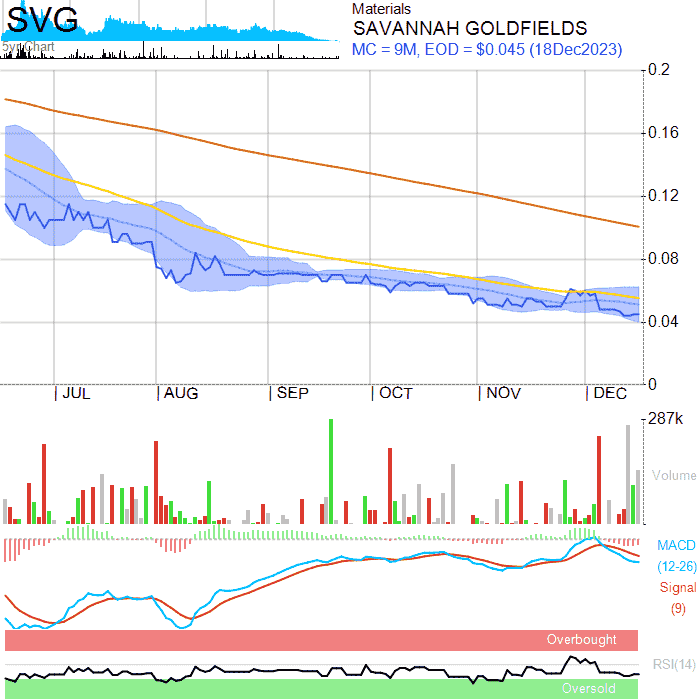 SVG
5yr Chart
Materials
SAVANNAH GOLDFIELDS
MC = 9M, EOD = $0.045 (18Dec2023)
0.2
0.16
0.12
0.08
0.04
0
JUL AUG SEP OCT NOV DEC
287k
Volume
MACD
(12-26)
Signal
(9)
Overbought
RSI(14)
Oversold